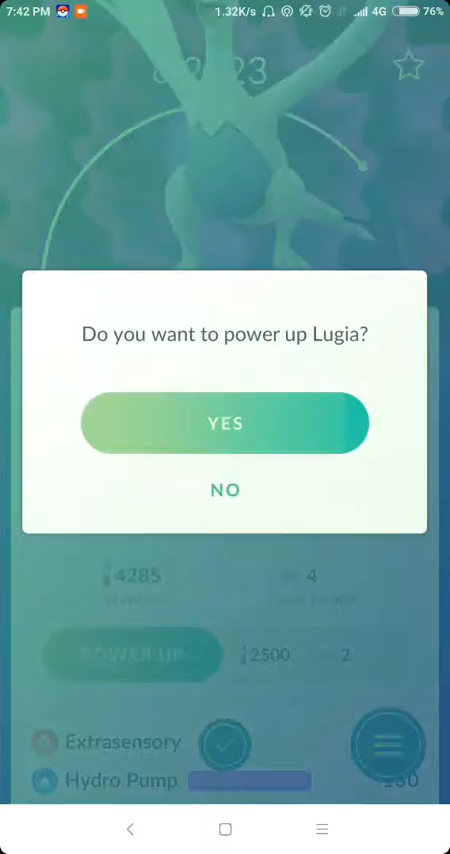 7:42 PM 1.32K/s 4G 76%
Do you want to power up Lugia?
YES
NO
4285 4
POWER UP 2500 2
Extrasensory
Hydro Pump